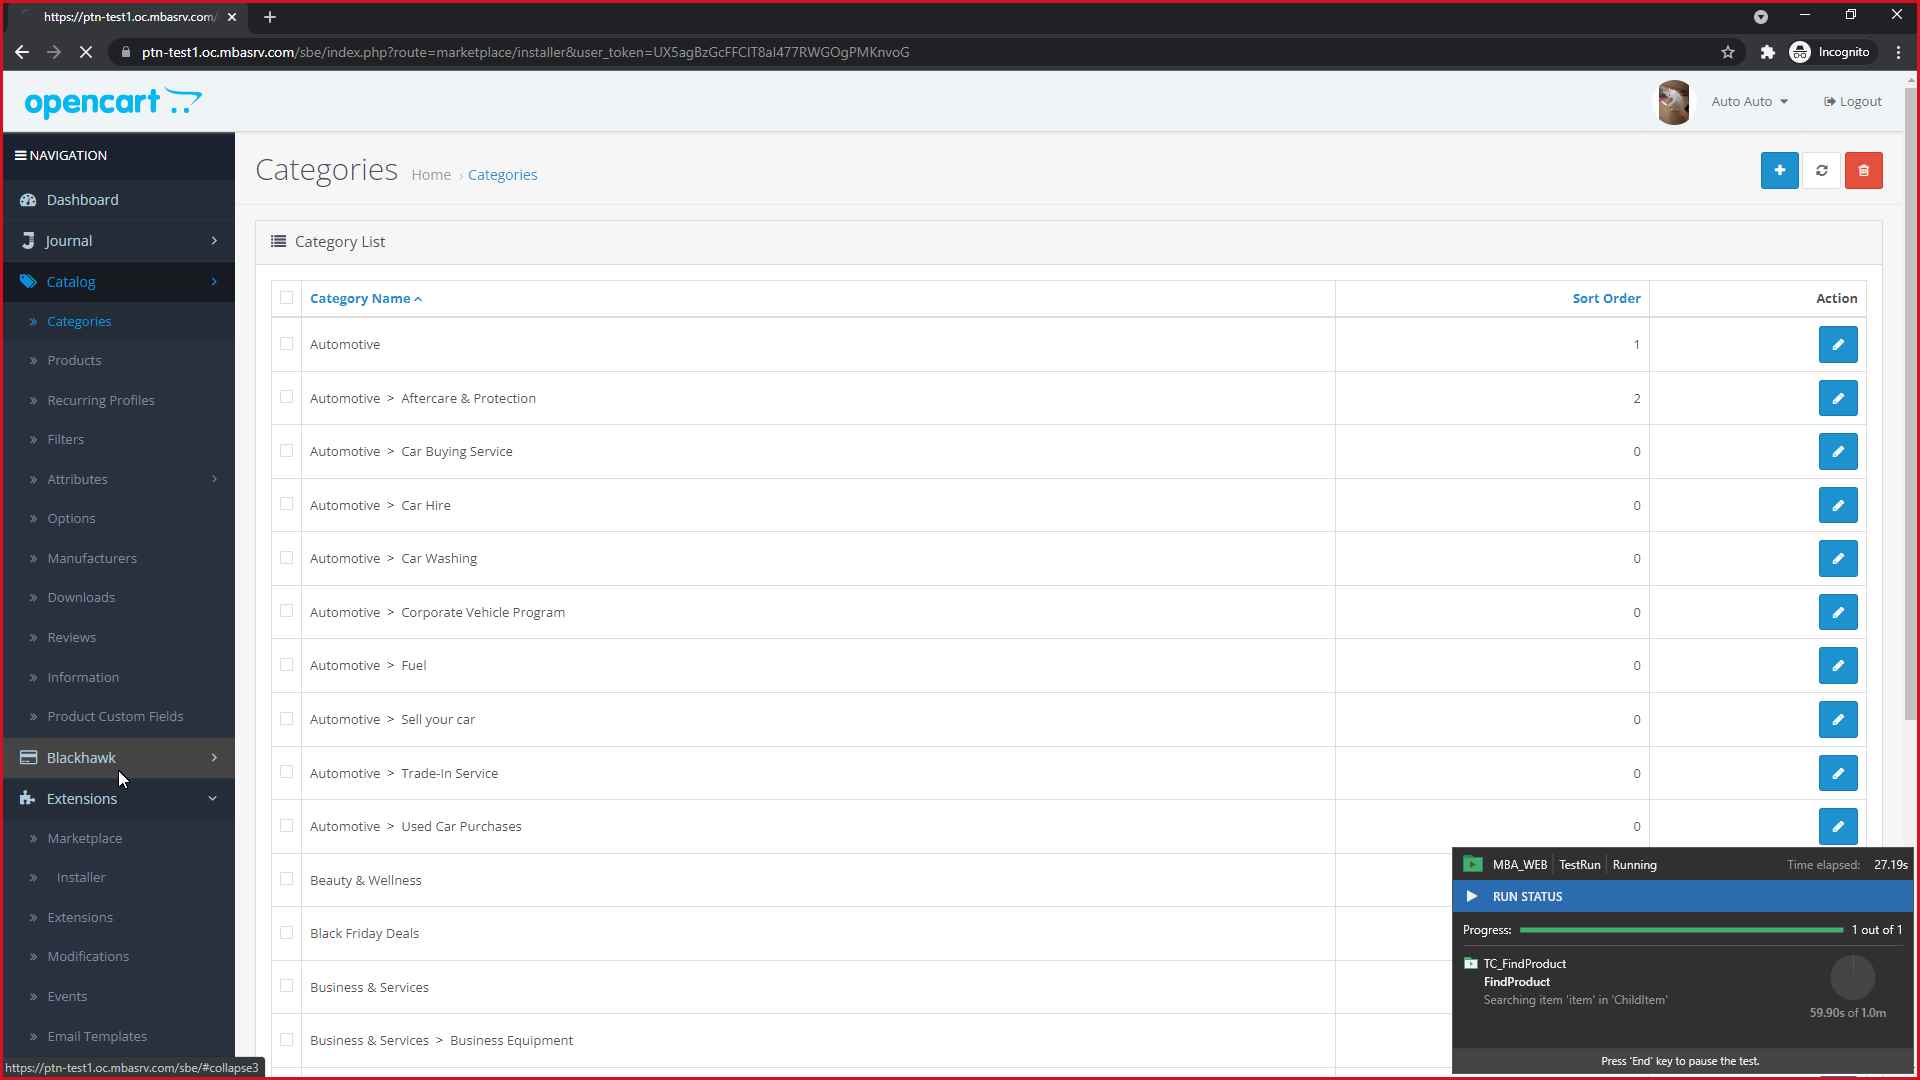 https://ptn-test1.oc.mbasrv.com/
ptn-test1.oc.mbasrv.com/sbe/index.php?route=marketplace/installer&user_token=UX5agBzGcFFCIT8al477RWGOgPMKnvoG
Incognito
opencart
Auto Auto
Logout
NAVIGATION
Dashboard
Journal
Catalog
Categories
Products
Recurring Profiles
Filters
Attributes
Options
Manufacturers
Downloads
Reviews
Information
Product Custom Fields
Blackhawk
Extensions
Marketplace
Installer
Extensions
Modifications
Events
Email Templates
https://ptn-test1.oc.mbasrv.com/sbe/#collapse3
Categories Home › Categories
Category List
Category Name Sort Order Action
Automotive 1
Automotive > Aftercare & Protection 2
Automotive > Car Buying Service 0
Automotive > Car Hire 0
Automotive > Car Washing 0
Automotive > Corporate Vehicle Program 0
Automotive > Fuel 0
Automotive > Sell your car 0
Automotive > Trade-In Service 0
Automotive > Used Car Purchases 0
Beauty & Wellness
Black Friday Deals
Business & Services
Business & Services > Business Equipment
MBA_WEB TestRun Running Time elapsed: 27.19s
RUN STATUS
Progress: 1 out of 1
TC_FindProduct
FindProduct
Searching item 'item' in 'ChildItem'
59.90s of 1.0m
Press 'End' key to pause the test.